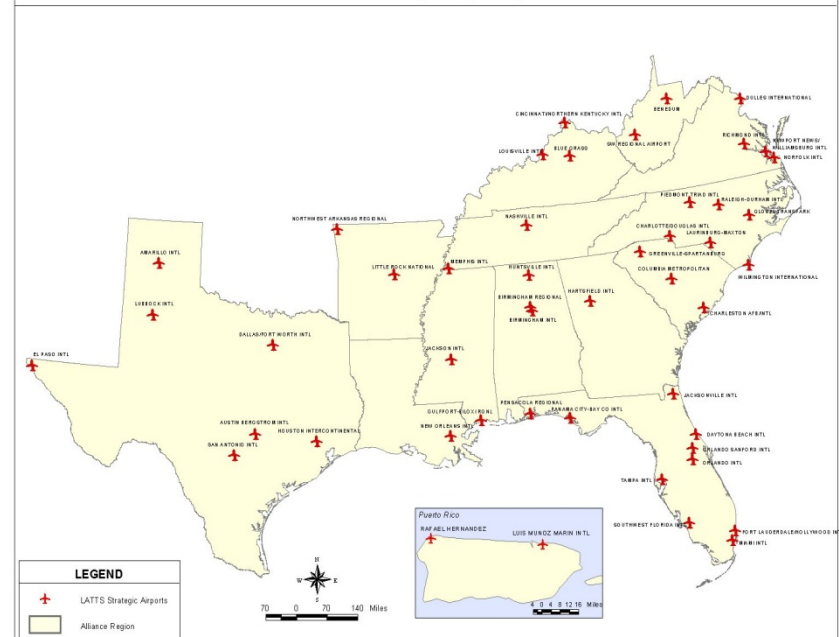 DULLES INTERNATIONAL
BENEDUM
CINCINNATI/NORTHERN KENTUCKY INTL
RICHMOND INTL
NEWPORT NEWS/
WILLIAMSBURG INTL
NORFOLK INTL
LOUISVILLE INTL
BLUE GRASS
REGIONAL AIRPORT
PIEDMONT TRIAD INTL
RALEIGH-DURHAM INTL
NORTHWEST ARKANSAS REGIONAL
NASHVILLE INTL
CHARLOTTE/DOUGLAS INTL
LAURINBURG-MAXTON
GREENVILLE-SPARTANBURG
AMARILLO INTL
LITTLE ROCK NATIONAL
MEMPHIS INTL
HUNTSVILLE INTL
COLUMBIA METROPOLITAN
WILMINGTON INTERNATIONAL
HARTSFIELD INTL
BIRMINGHAM REGIONAL
BIRMINGHAM INTL
CHARLESTON AFB/INTL
LUBBOCK INTL
DALLAS/FORT WORTH INTL
EL PASO INTL
JACKSON INTL
JACKSONVILLE INTL
PENSACOLA REGIONAL
PANAMA CITY-BAY CO INTL
GULFPORT-BILOXI RGNL
NEW ORLEANS INTL
AUSTIN BERGSTROM INTL
HOUSTON INTERCONTINENTAL
SAN ANTONIO INTL
DAYTONA BEACH INTL
ORLANDO SANFORD INTL
ORLANDO INTL
TAMPA INTL
SOUTHWEST FLORIDA INTL
FORT LAUDERDALE/HOLLYWOOD
MIAMI INTL
Puerto Rico
RAFAEL HERNANDEZ
LUIS MUNOZ MARIN INTL
4 0 4 8 12 16 Miles
N
W E
S
70 0 70 140 Miles
LEGEND
LATTS Strategic Airports
Alliance Region